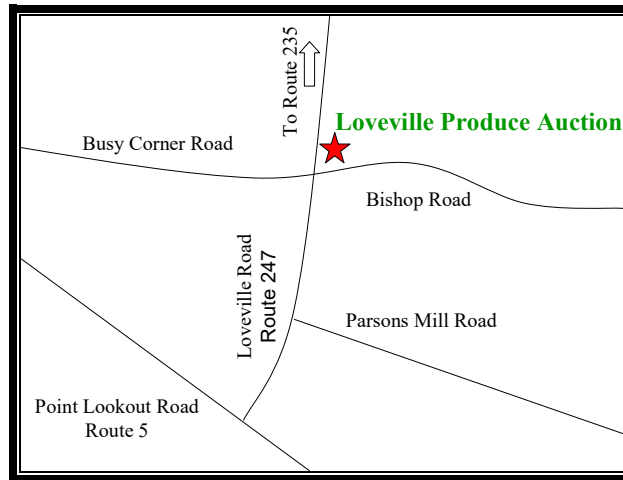 To Route 235
Loveville Produce Auction
Busy Corner Road
Bishop Road
Loveville Road
Route 247
Parsons Mill Road
Point Lookout Road
Route 5